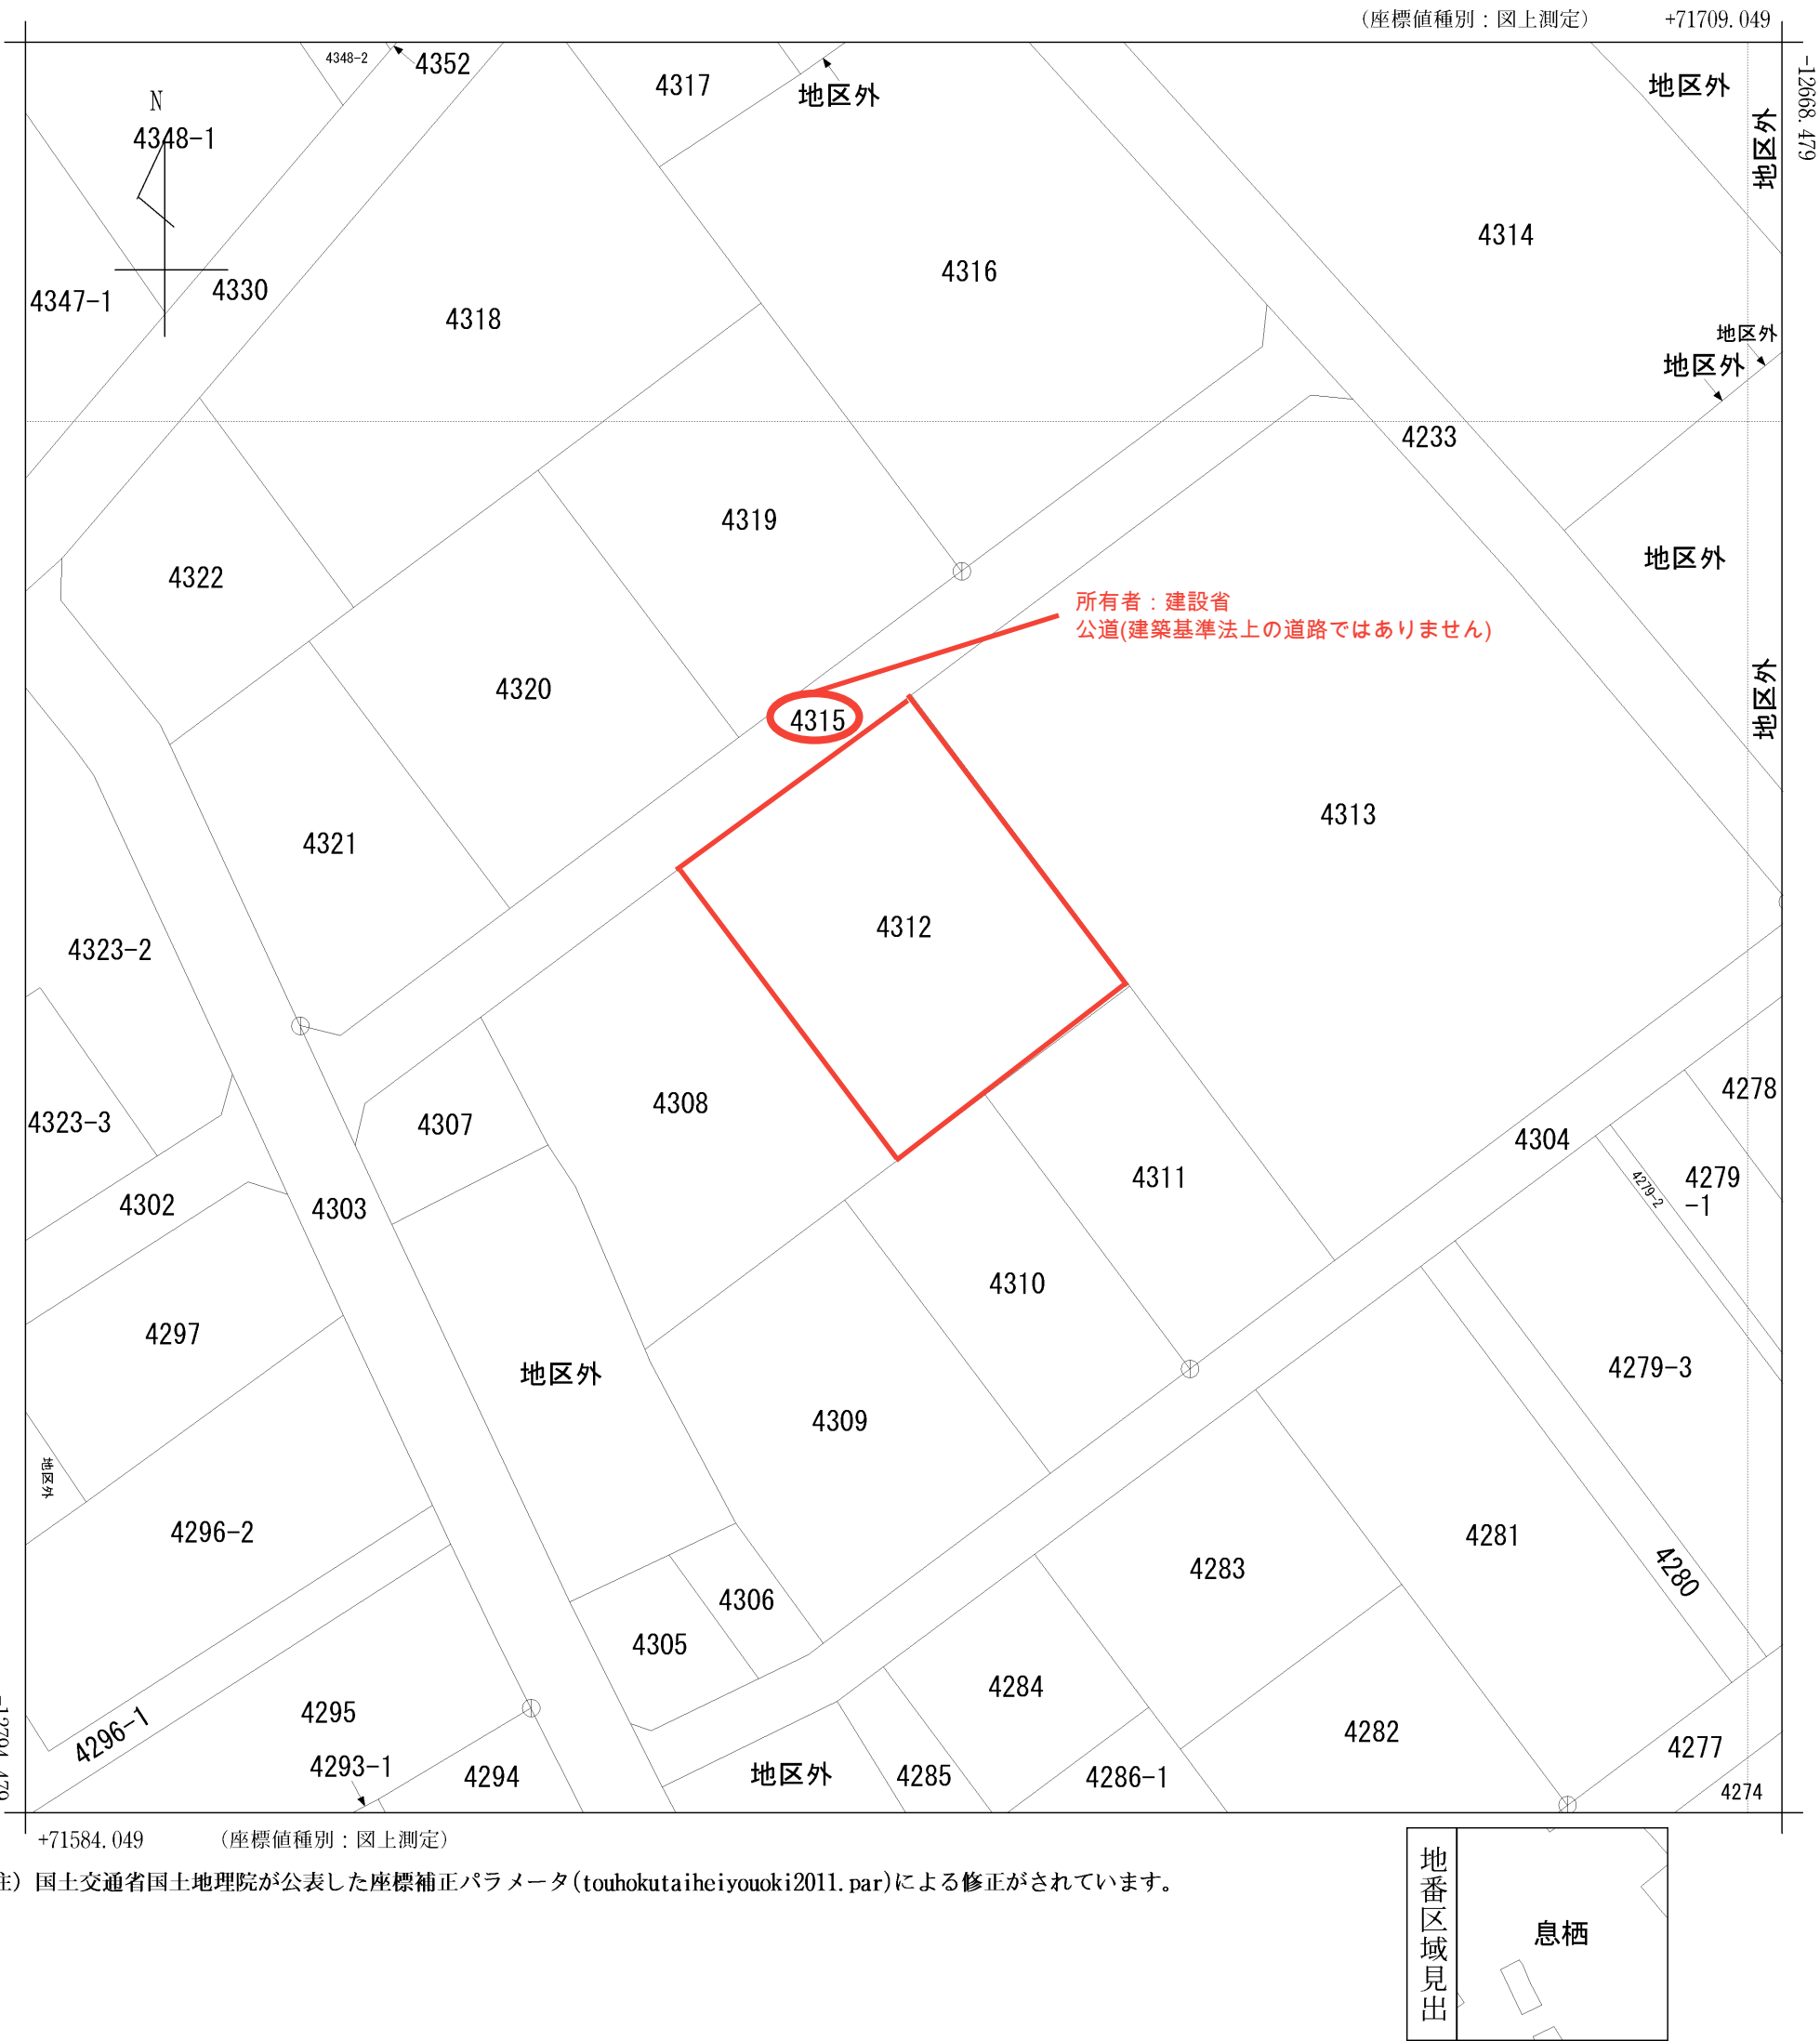 (座標値種別：図上測定)
+71709.049
-12668.479
4348-2
4352
4317
地区外
地区外
地区外
N
4348-1
4314
4316
4347-1
4330
4318
地区外
地区外
4233
4319
4322
地区外
所有者：建設省
公道(建築基準法上の道路ではありません)
地区外
4320
4315
4313
4321
4312
4323-2
4278
4308
4323-3
4307
4304
4311
4279
-1
4279-2
4302
4303
4310
4297
4279-3
地区外
4309
地区外
4296-2
4281
4283
4280
4306
4305
4284
4295
4296-1
4282
4277
4293-1
4294
地区外
4285
4286-1
4274
+71584.049
(座標値種別：図上測定)
注) 国土交通省国土地理院が公表した座標補正パラメータ(touhokutaiheiyouoki2011.par)による修正がされています。
地番区域見出
息栖